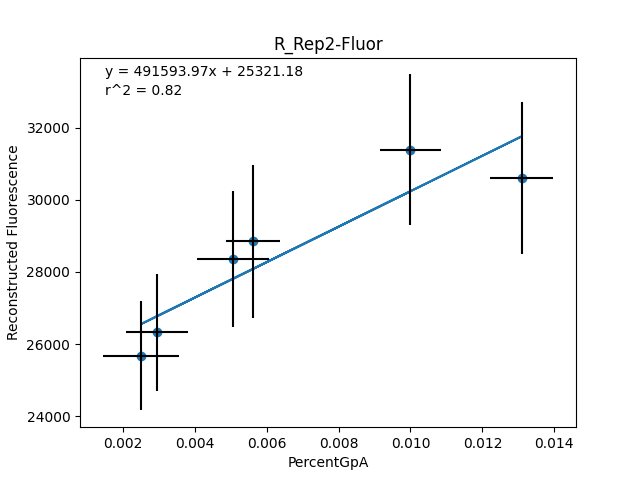 R_Rep2-Fluor
y = 491593.97x + 25321.18
r^2 = 0.82
32000
30000
28000
26000
24000
Reconstructed Fluorescence
0.002 0.004 0.006 0.008 0.010 0.012 0.014
PercentGpA